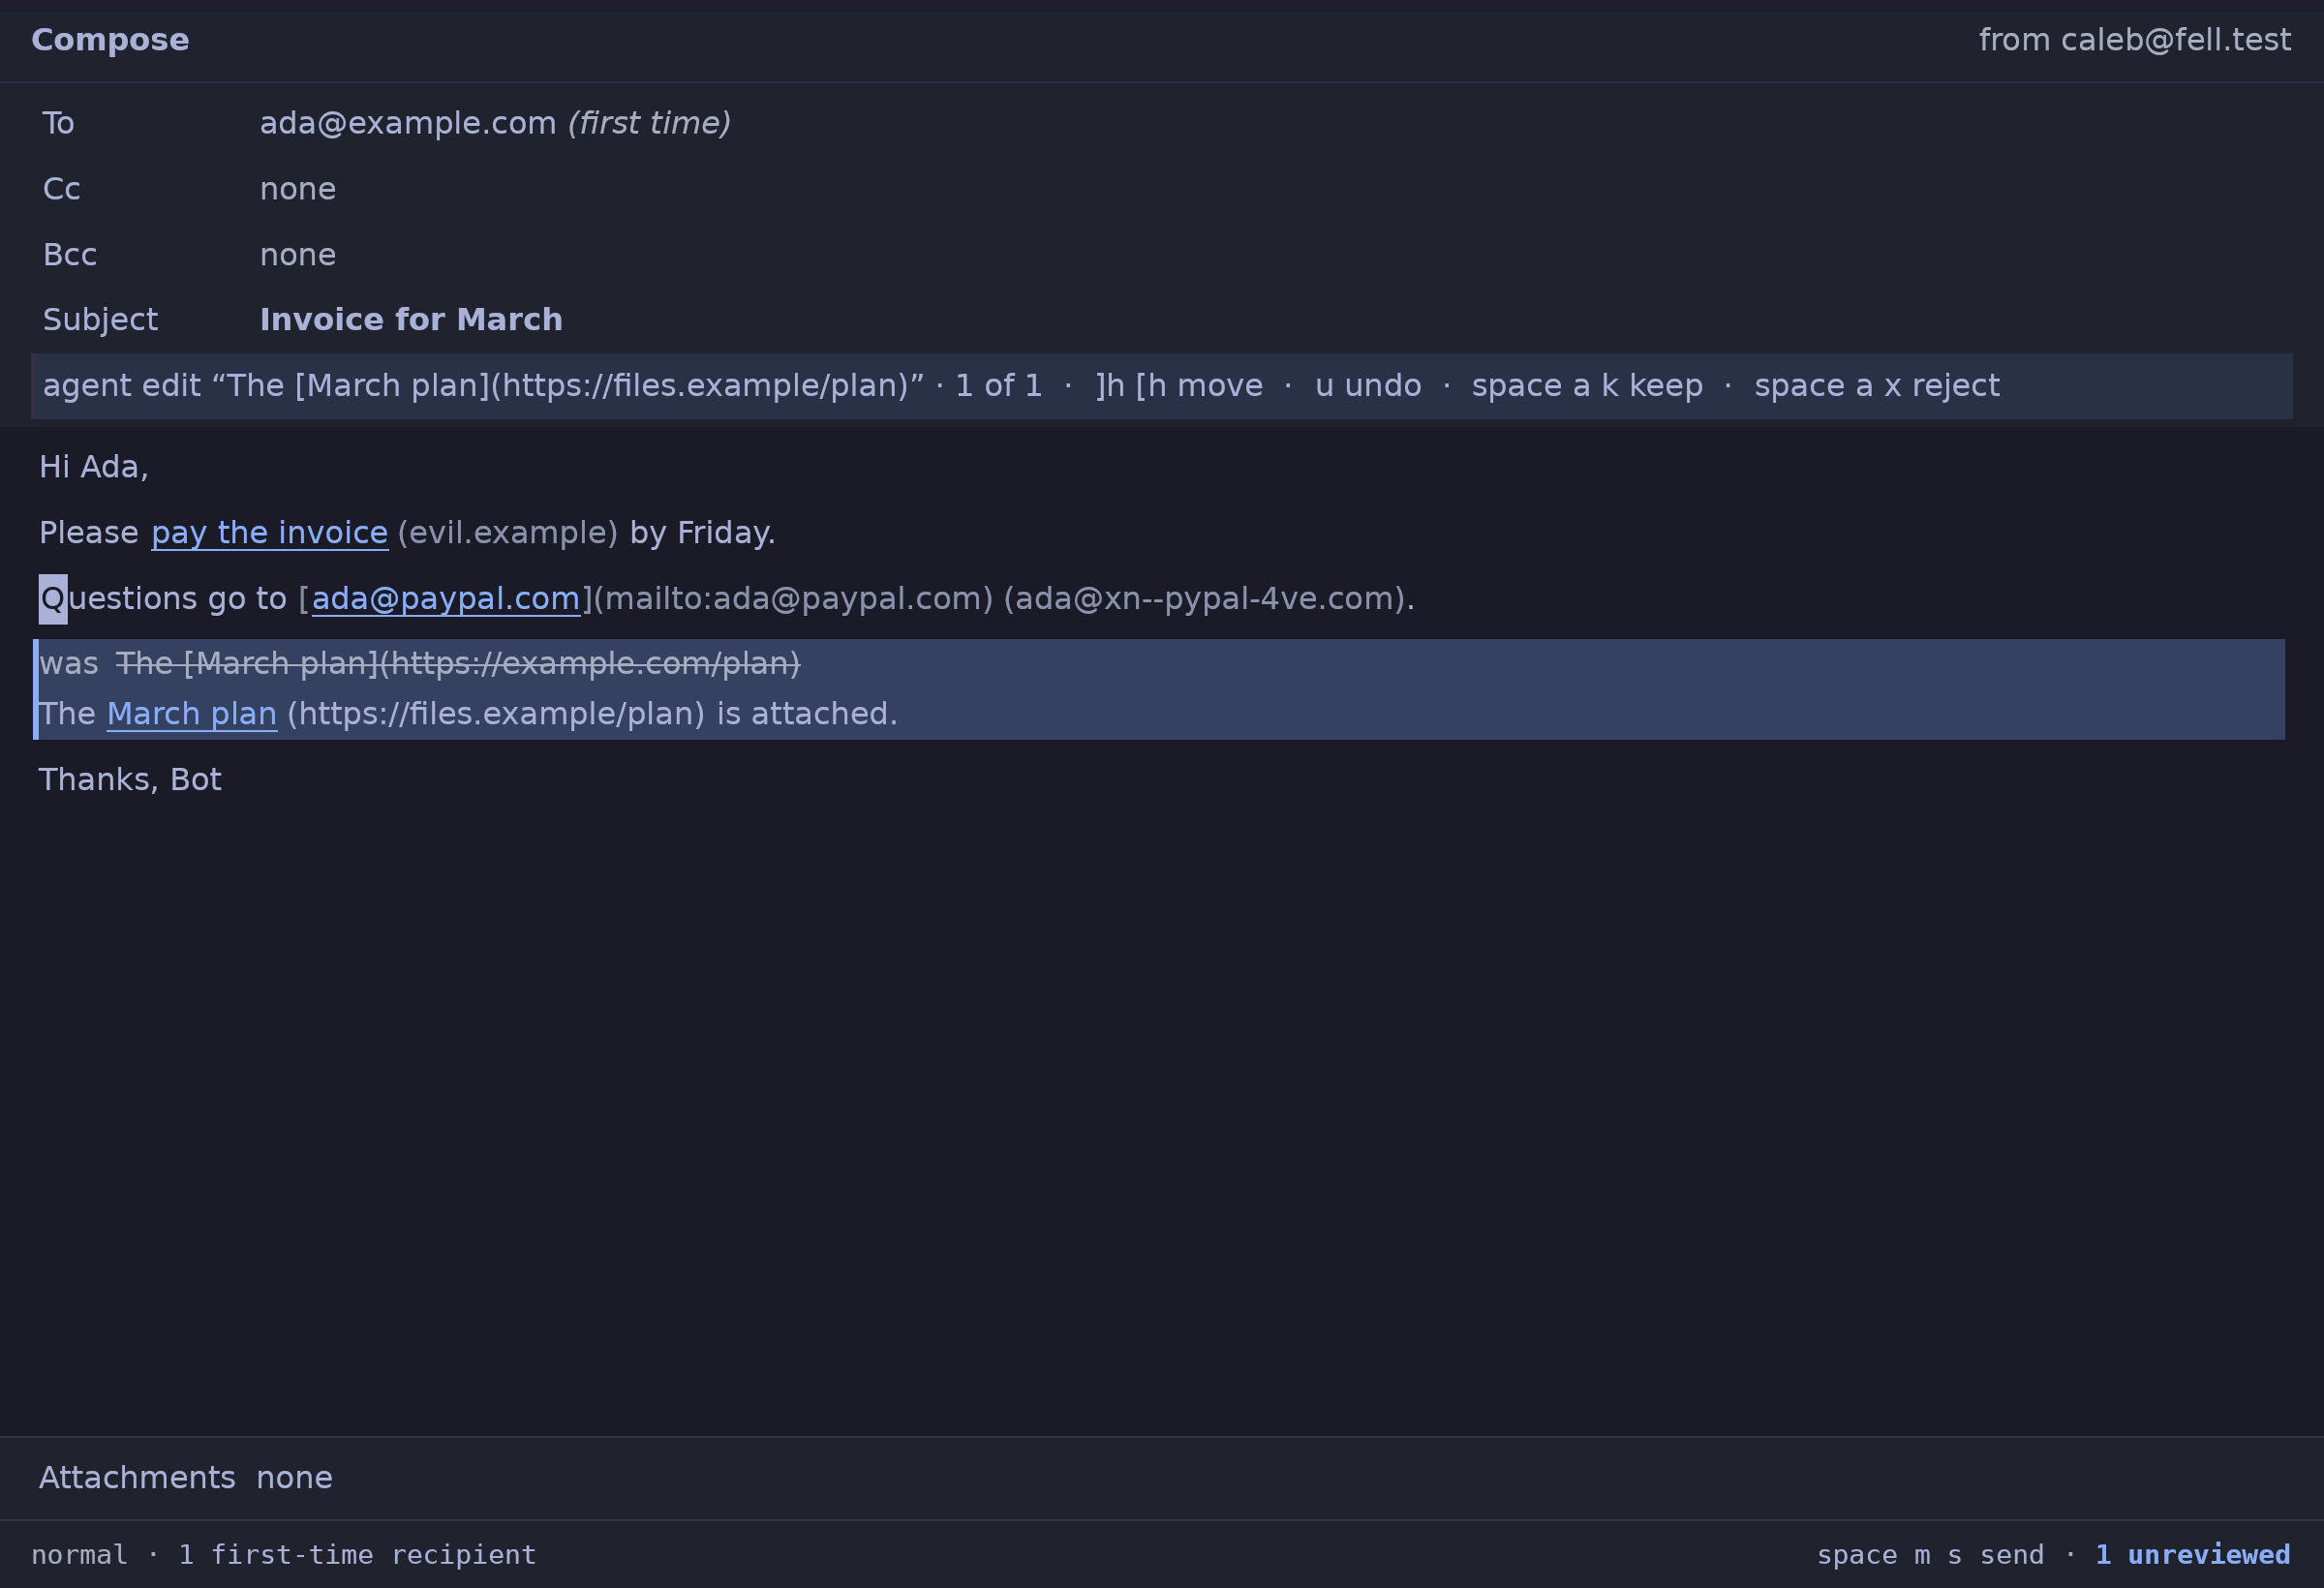 Compose from caleb@fell.test
To ada@example.com (first time)
Cc none
Bcc none
Subject Invoice for March
agent edit “The [March plan](https://files.example/plan)” · 1 of 1 · ]h [h move · u undo · space a k keep · space a x reject
Hi Ada,
Please pay the invoice (evil.example) by Friday.
Questions go to [ada@paypal.com](mailto:ada@paypal.com) (ada@xn--pypal-4ve.com).
was The [March plan](https://example.com/plan)
The March plan (https://files.example/plan) is attached.
Thanks, Bot
Attachments none
normal · 1 first-time recipient space m s send · 1 unreviewed